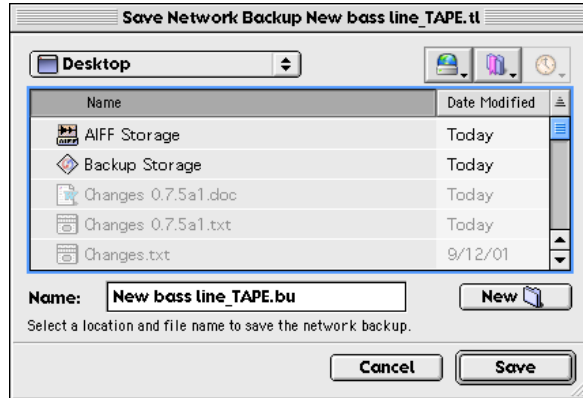 Save Network Backup New bass line_TAPE.tl
Desktop
Name Date Modified
AIFF Storage Today
Backup Storage Today
Changes 0.7.5a1.doc Today
Changes 0.7.5a1.txt Today
Changes.txt 9/12/01
Name: New bass line_TAPE.bu New
Select a location and file name to save the network backup.
Cancel Save